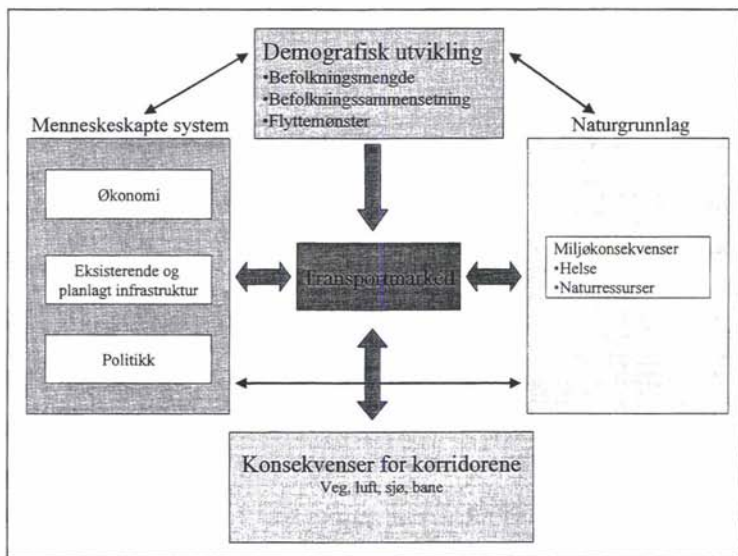 Demografisk utvikling
•Befolkningsmengde
•Befolkningssammensetning
•Flyttemønster
Menneskeskapte system
Naturgrunnlag
Økonomi
Eksisterende og
planlagt infrastruktur
Politikk
Transportmarked
Miljøkonsekvenser
•Helse
•Naturressurser
Konsekvenser for korridorene
Veg, luft, sjø, bane